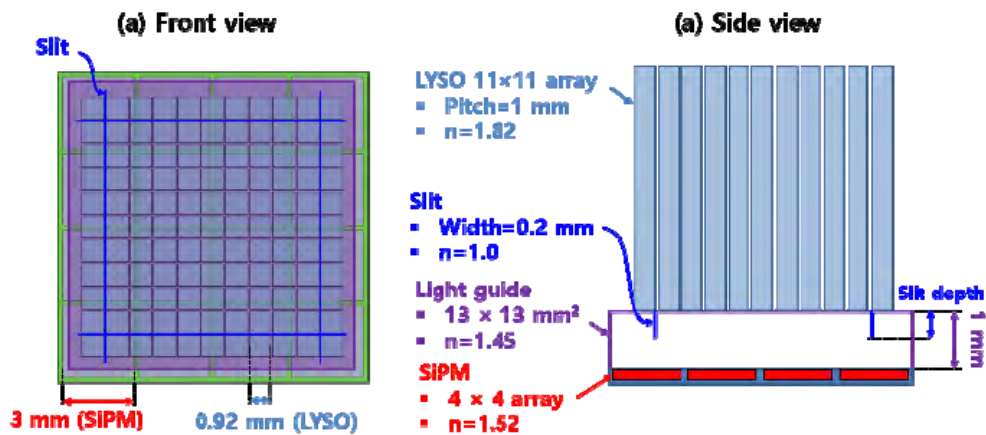 (a) Front view
Slit
3 mm (SiPM)
0.92 mm (LYSO)
(a) Side view
LYSO 11×11 array
▪ Pitch=1 mm
▪ n=1.82
Slit
▪ Width=0.2 mm
▪ n=1.0
Light guide
▪ 13 × 13 mm²
▪ n=1.45
SiPM
▪ 4 × 4 array
▪ n=1.52
Slit depth
1 mm